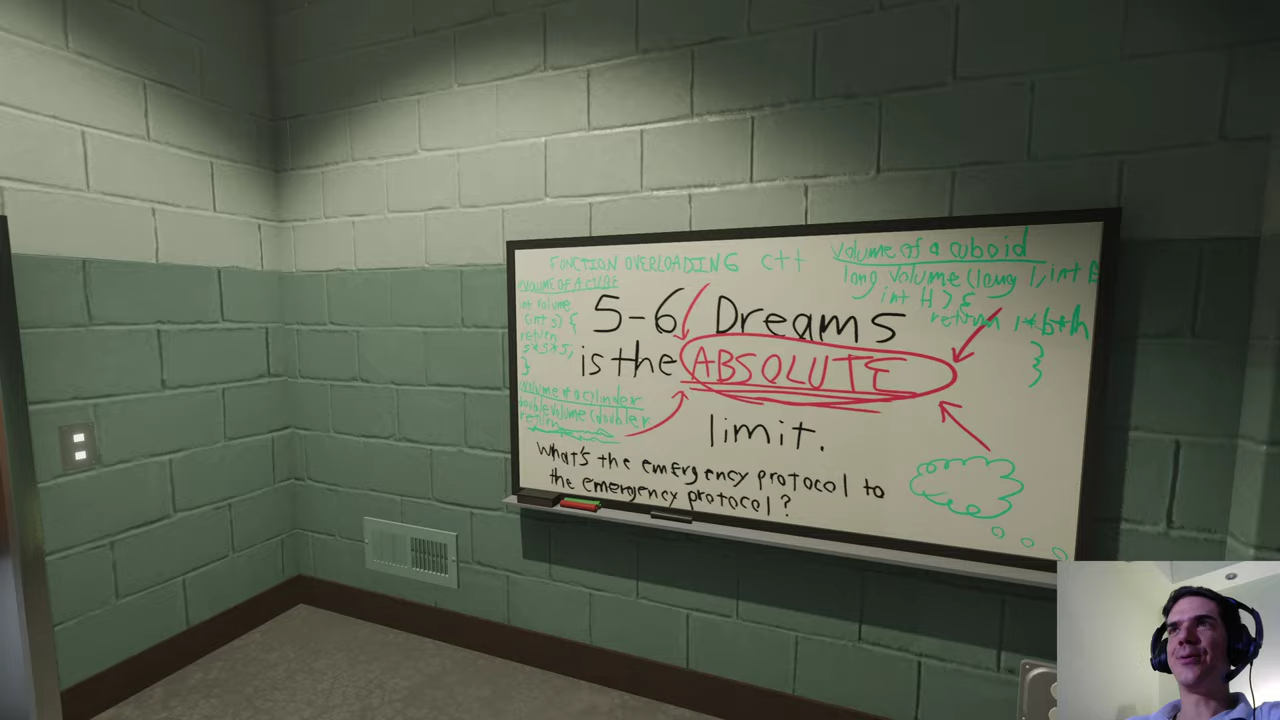 FUNCTION OVERLOADING C++
VOLUME OF A CUBE
int volume
(int s) {
return
s*s*s;
}
Volume of a cylinder
double volume (double r
return
Volume of a cuboid
long volume (long l, int B
int H) {
return l*b*h
}
5-6 Dreams
is the ABSOLUTE
limit.
What's the emergency protocol to
the emergency protocol?